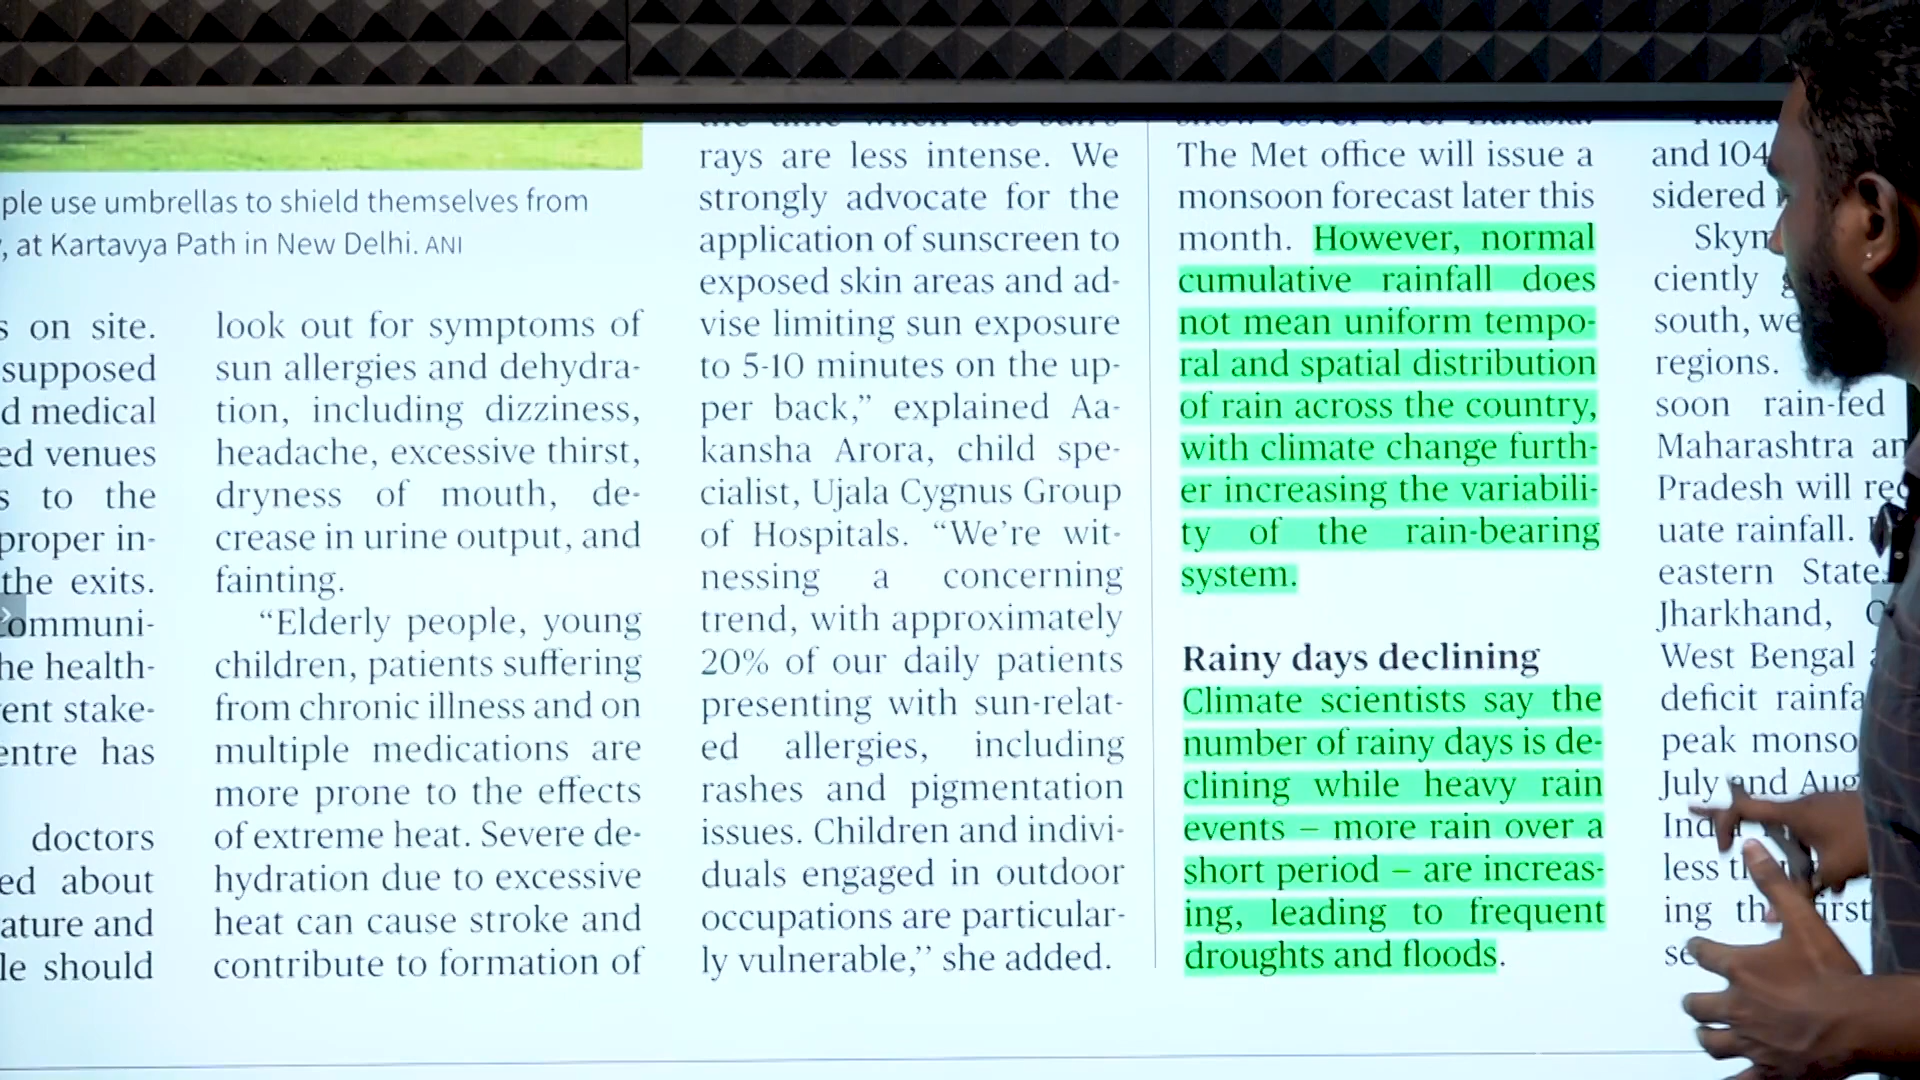 ple use umbrellas to shield themselves from
, at Kartavya Path in New Delhi. ANI
s on site.
supposed
d medical
ed venues
s to the
proper in-
the exits.
ommuni-
he health-
ent stake-
entre has
doctors
ed about
ature and
le should
look out for symptoms of
sun allergies and dehydra-
tion, including dizziness,
headache, excessive thirst,
dryness of mouth, de-
crease in urine output, and
fainting.
“Elderly people, young
children, patients suffering
from chronic illness and on
multiple medications are
more prone to the effects
of extreme heat. Severe de-
hydration due to excessive
heat can cause stroke and
contribute to formation of
rays are less intense. We
strongly advocate for the
application of sunscreen to
exposed skin areas and ad-
vise limiting sun exposure
to 5-10 minutes on the up-
per back,” explained Aa-
kansha Arora, child spe-
cialist, Ujala Cygnus Group
of Hospitals. “We’re wit-
nessing a concerning
trend, with approximately
20% of our daily patients
presenting with sun-relat-
ed allergies, including
rashes and pigmentation
issues. Children and indivi-
duals engaged in outdoor
occupations are particular-
ly vulnerable,’’ she added.
The Met office will issue a
monsoon forecast later this
month. However, normal
cumulative rainfall does
not mean uniform tempo-
ral and spatial distribution
of rain across the country,
with climate change furth-
er increasing the variabili-
ty of the rain-bearing
system.
Rainy days declining
Climate scientists say the
number of rainy days is de-
clining while heavy rain
events – more rain over a
short period – are increas-
ing, leading to frequent
droughts and floods.
and 104
sidered
Skym
ciently
south, we
regions.
soon rain-fed
Maharashtra an
Pradesh will rec
uate rainfall.
eastern State
Jharkhand,
West Bengal
deficit rainfa
peak monso
July and Aug
Ind
less t
ing th irst
se